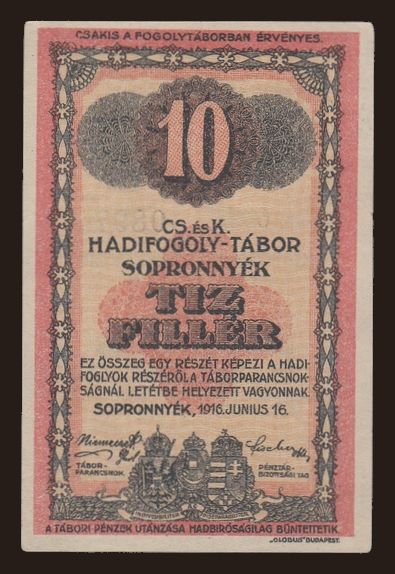 CSAKIS A FOGOLYTÁBORBAN ÉRVÉNYES.
10
CS. ÉS K.
HADIFOGOLY-TÁBOR
SOPRONNYÉK
TIZ
FILLÉR
EZ ÖSSZEG EGY RÉSZÉT KÉPEZI A HADI-
FOGLYOK RÉSZÉRŐL A TÁBORPARANCSNOK-
SÁGNÁL LETÉTBE HELYEZETT VAGYONNAK.
SOPRONNYÉK, 1916. JUNIUS 16.
TÁBOR-
PARANCSNOK.
PÉNZTÁR-
BIZOTTSÁGI TAG
A TÁBORI PÉNZEK UTÁNZÁSA HADBIRÓSÁGILAG BÜNTETTETIK.
„GLOBUS" BUDAPEST.